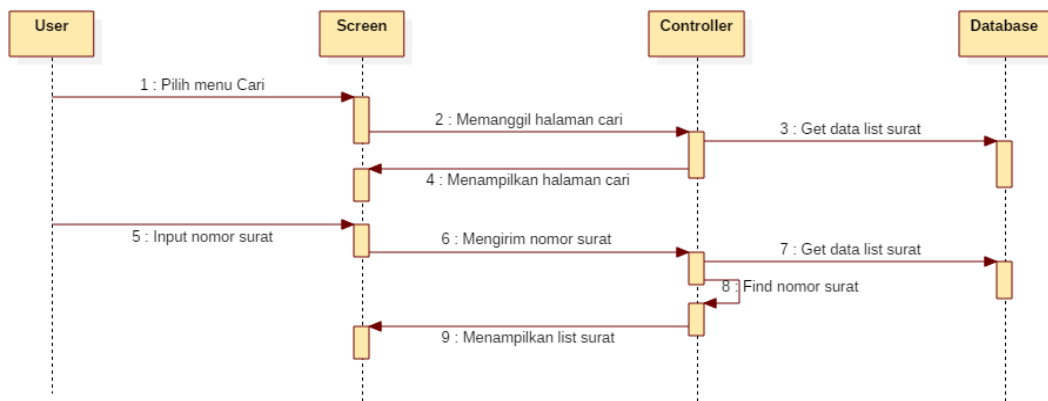 User
Screen
Controller
Database
1 : Pilih menu Cari
2 : Memanggil halaman cari
3 : Get data list surat
4 : Menampilkan halaman cari
5 : Input nomor surat
6 : Mengirim nomor surat
7 : Get data list surat
8 : Find nomor surat
9 : Menampilkan list surat